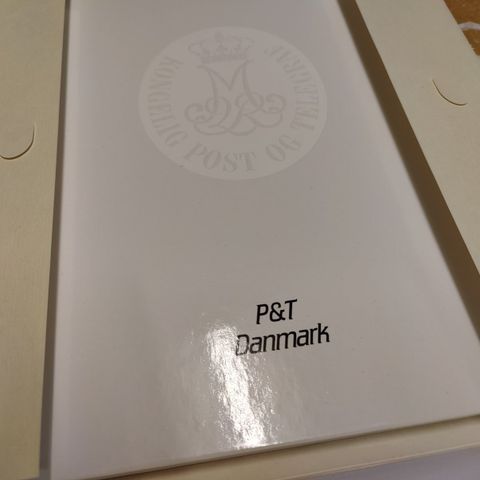 KONGELIG POST OG TELEGRAF
P&T
Danmark